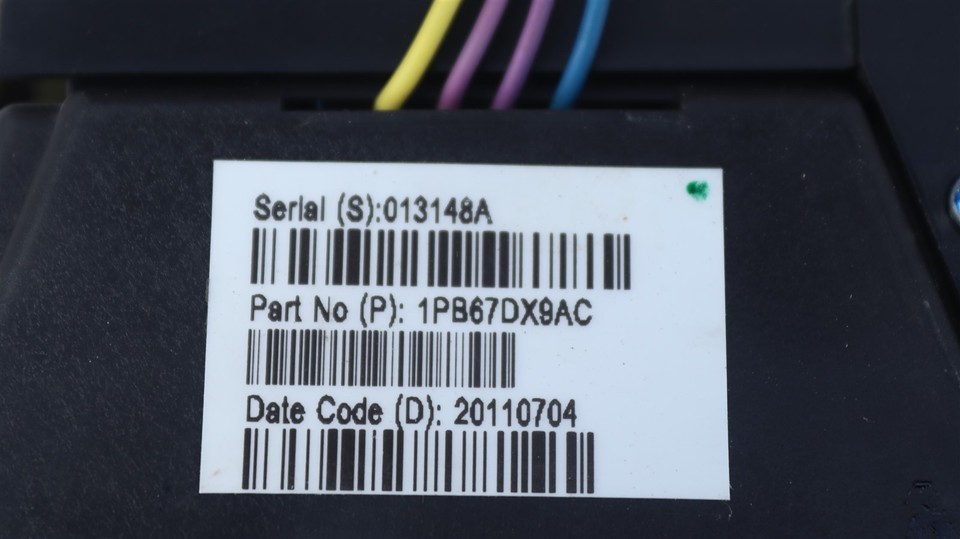 Serial (S):013148A
Part No (P): 1PB67DX9AC
Date Code (D): 20110704